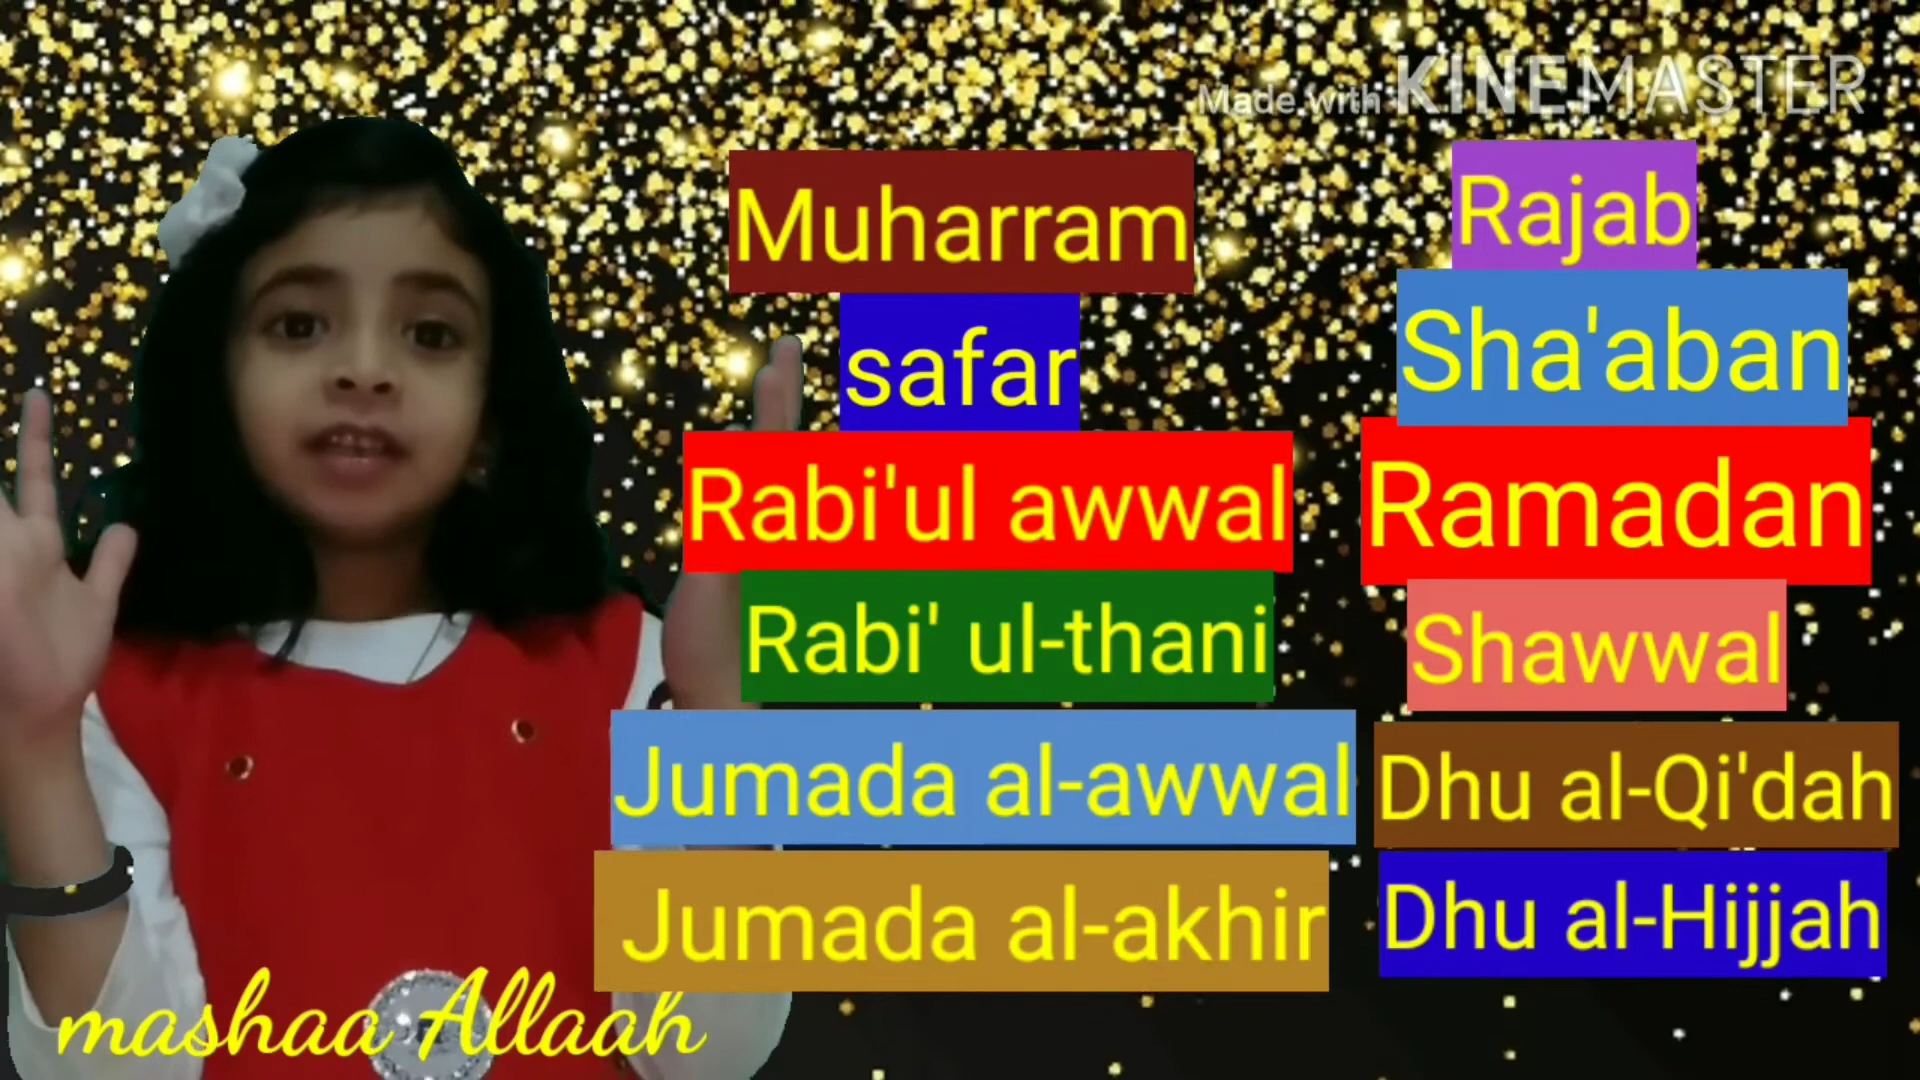 Made with KINEMASTER
Muharram
safar
Rabi'ul awwal
Rabi' ul-thani
Jumada al-awwal
Jumada al-akhir
Rajab
Sha'aban
Ramadan
Shawwal
Dhu al-Qi'dah
Dhu al-Hijjah
mashaa Allaah